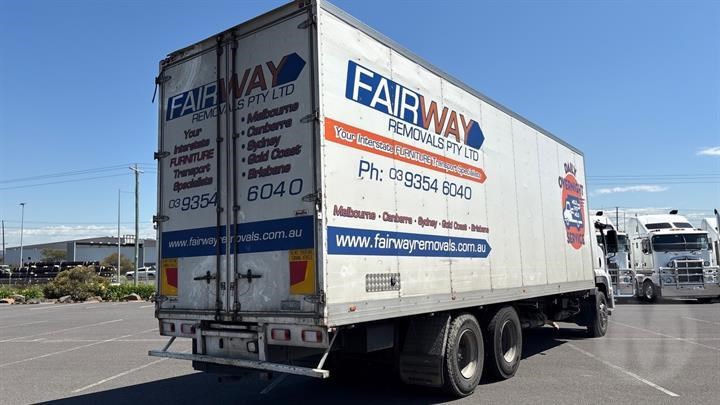 FAIRWAY
REMOVALS PTY LTD
Your
Interstate
FURNITURE
Transport
Specialists
03 9354 6040
• Melbourne
• Canberra
• Sydney
• Gold Coast
• Brisbane
www.fairwayremovals.com.au
FAIRWAY
REMOVALS PTY LTD
Your Interstate FURNITURE Transport Specialists
Ph: 03 9354 6040
Melbourne • Canberra • Sydney • Gold Coast • Brisbane
www.fairwayremovals.com.au
DAILY
OVERNIGHT
SERVICE